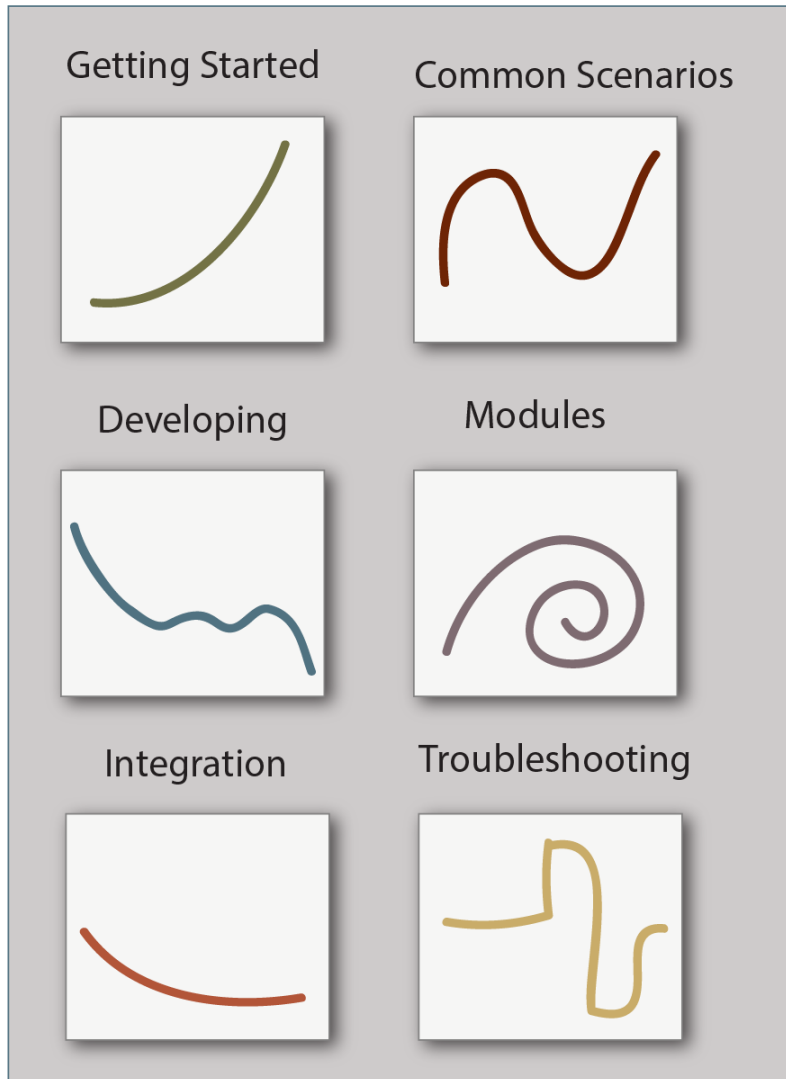 Getting Started
Common Scenarios
Developing
Modules
Integration
Troubleshooting